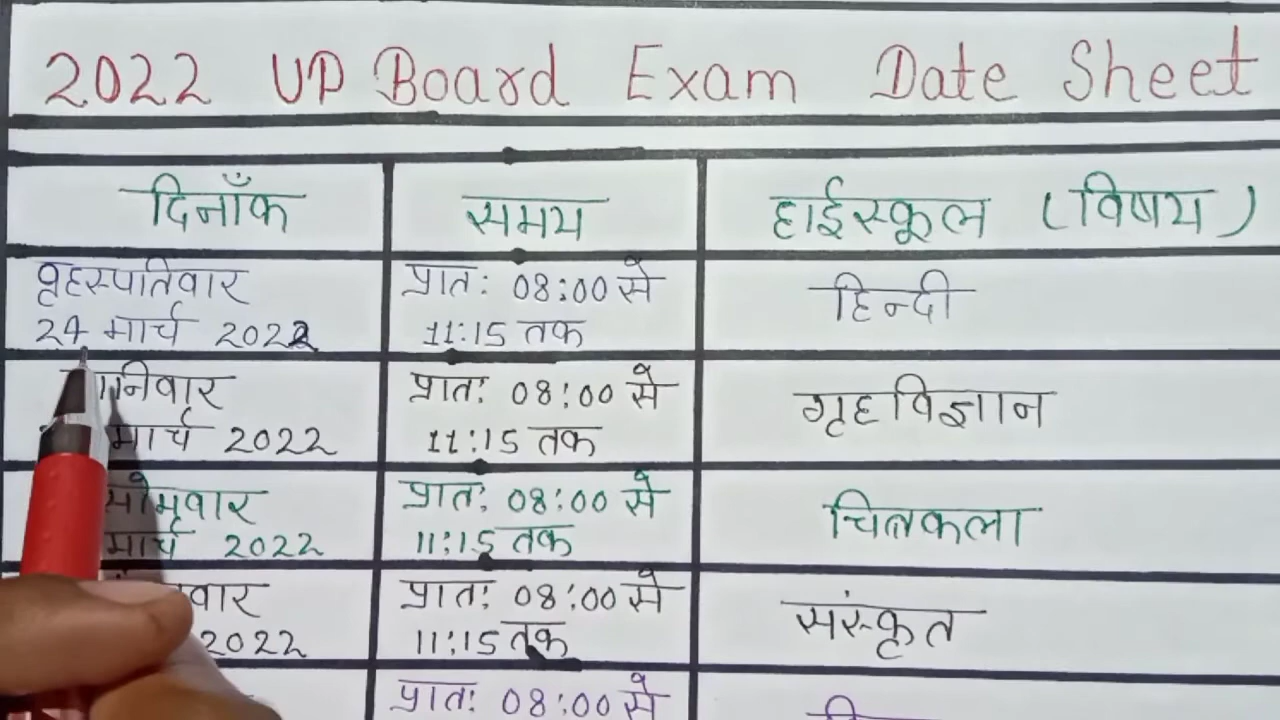 2022 UP Board Exam Date Sheet
दिनाँक समय हाईस्कूल (विषय)
वृहस्पतिवार प्रातः 08:00 से हिन्दी
24 मार्च 2022 11:15 तक
प्रातः 08:00 से गृहविज्ञान
मार्च 2022 11:15 तक
सोमवार प्रातः 08:00 से चित्रकला
मार्च 2022 11:15 तक
प्रातः 08:00 से संस्कृत
2022 11:15 तक
प्रातः 08:00 से